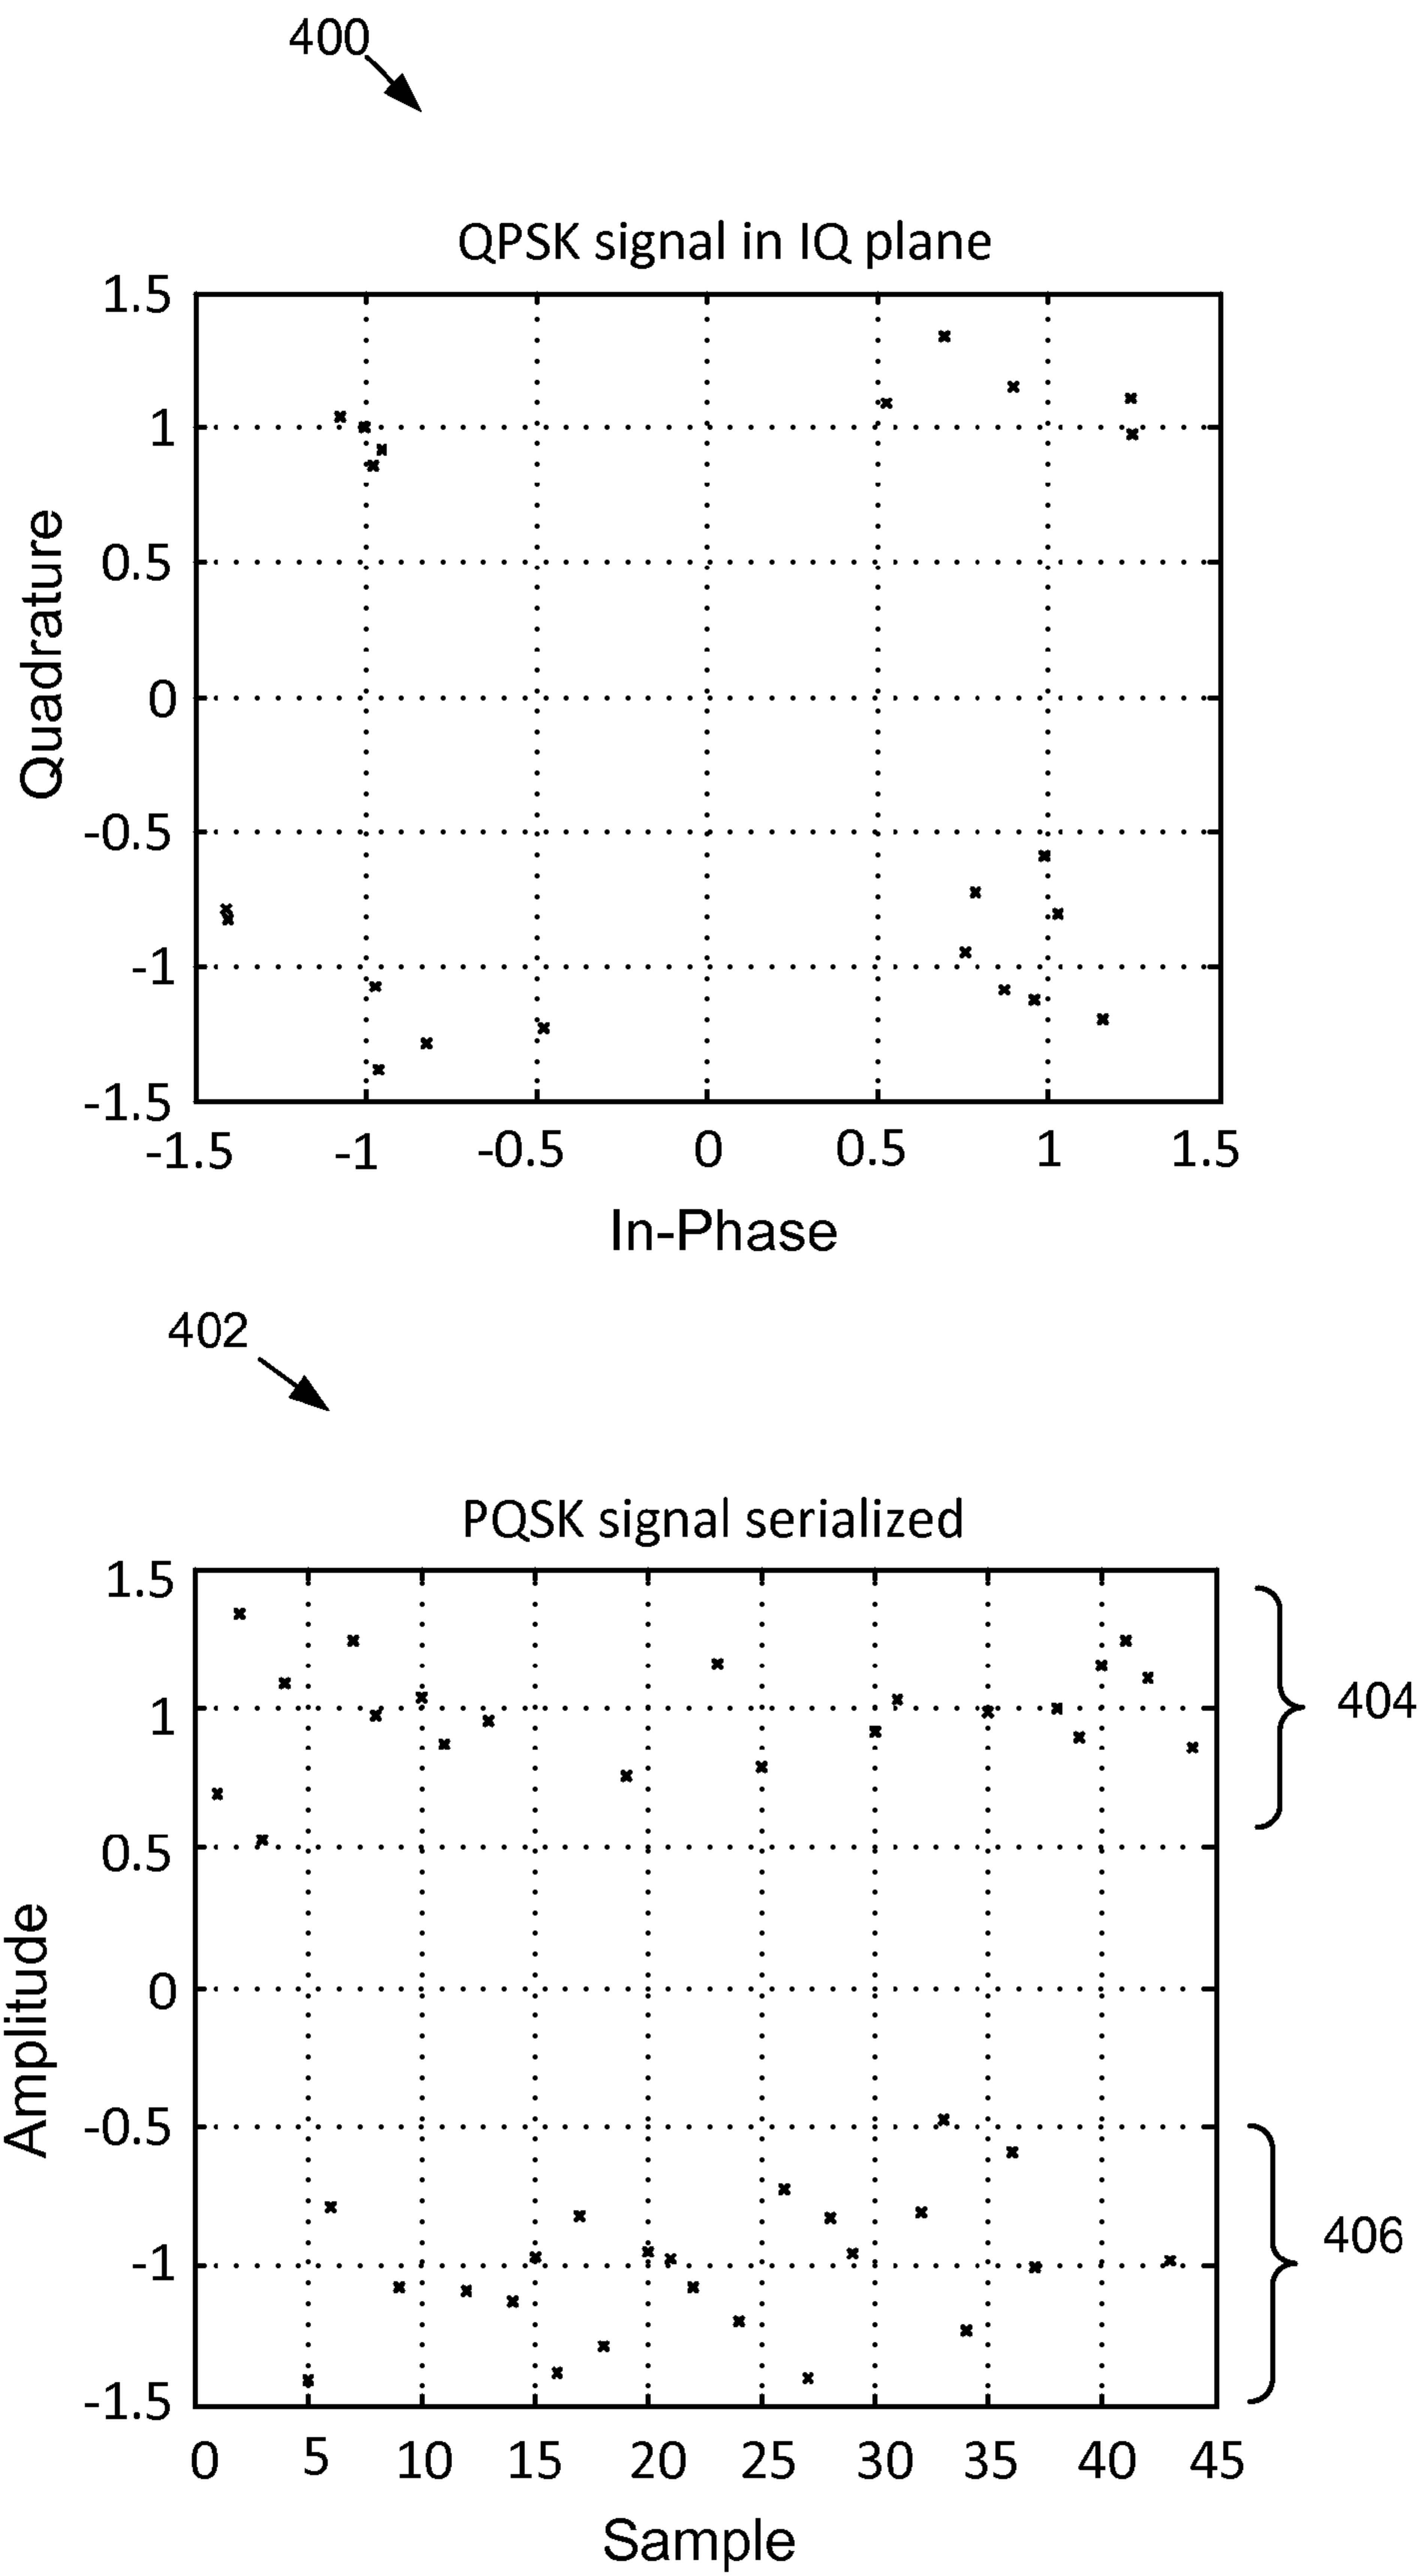 400
QPSK signal in IQ plane
1.5
1
0.5
0
-0.5
-1
-1.5
Quadrature
-1.5 -1 -0.5 0 0.5 1 1.5
In-Phase
402
PQSK signal serialized
1.5
1
0.5
0
-0.5
-1
-1.5
Amplitude
404
406
0 5 10 15 20 25 30 35 40 45
Sample